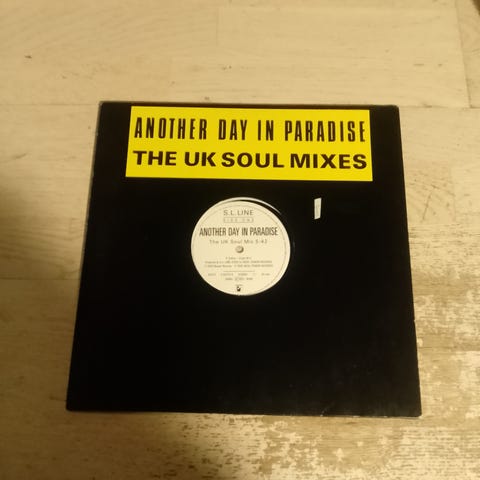 ANOTHER DAY IN PARADISE
THE UK SOUL MIXES
S.L.LINE
SIDE ONE
ANOTHER DAY IN PARADISE
The UK Soul Mix 5:42